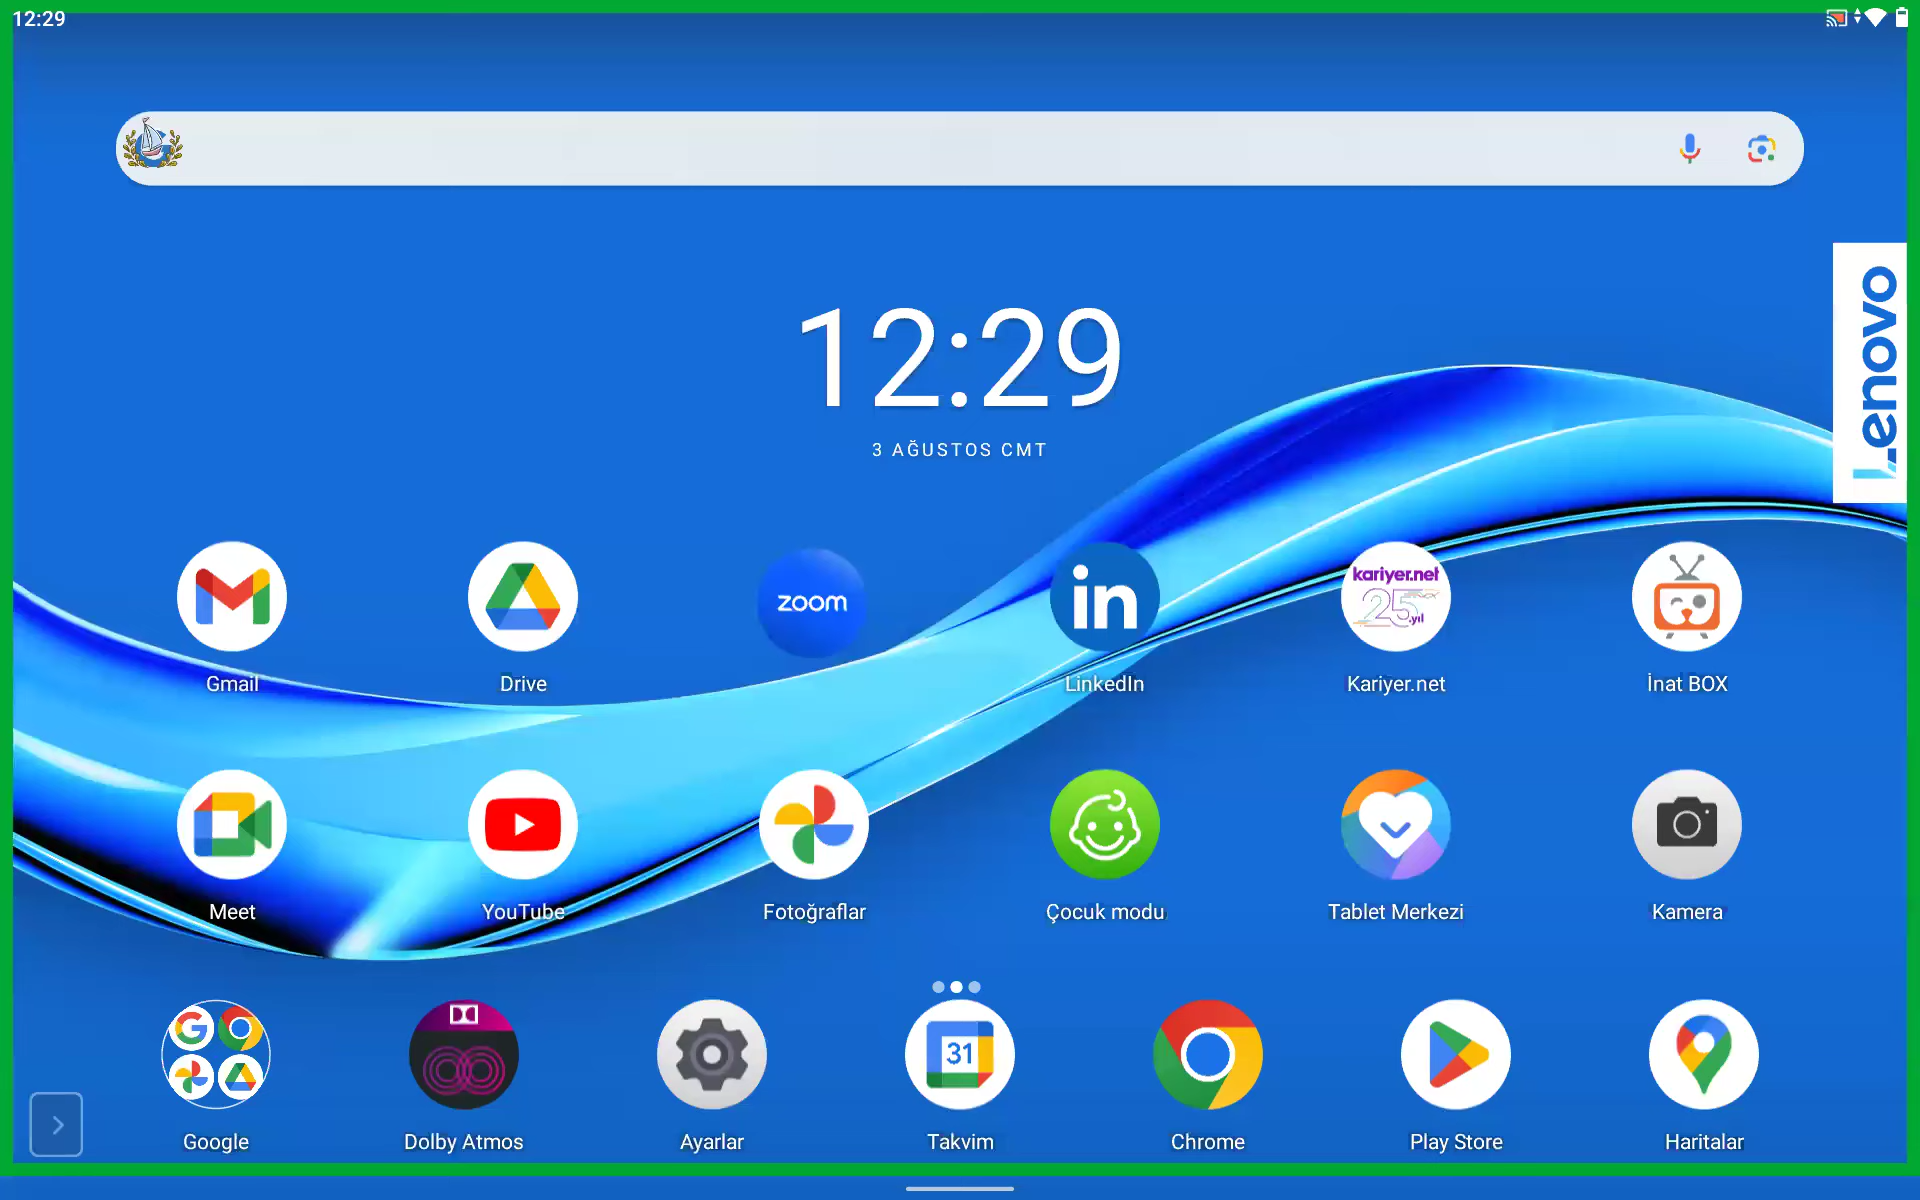 12:29
Lenovo
12:29
3 AĞUSTOS CMT
zoom
in
kariyer.net
25.yıl
Gmail
Drive
LinkedIn
Kariyer.net
İnat BOX
Meet
YouTube
Fotoğraflar
Çocuk modu
Tablet Merkezi
Kamera
31
Google
Dolby Atmos
Ayarlar
Takvim
Chrome
Play Store
Haritalar